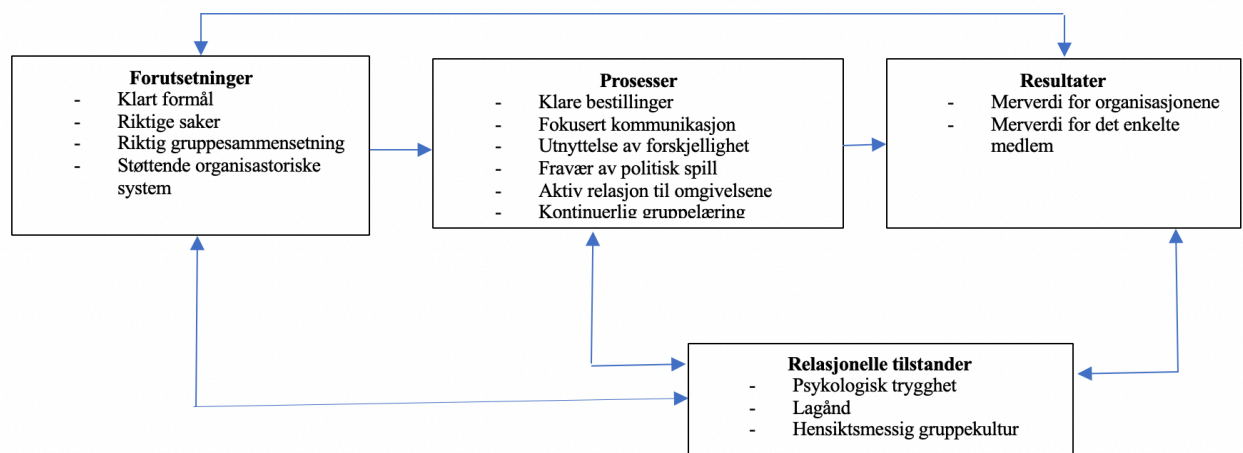 Forutsetninger
- Klart formål
- Riktige saker
- Riktig gruppesammensetning
- Støttende organisastoriske
system
Prosesser
- Klare bestillinger
- Fokusert kommunikasjon
- Utnyttelse av forskjellighet
- Fravær av politisk spill
- Aktiv relasjon til omgivelsene
- Kontinuerlig gruppelæring
Resultater
- Merverdi for organisasjonene
- Merverdi for det enkelte
medlem
Relasjonelle tilstander
- Psykologisk trygghet
- Lagånd
- Hensiktsmessig gruppekultur